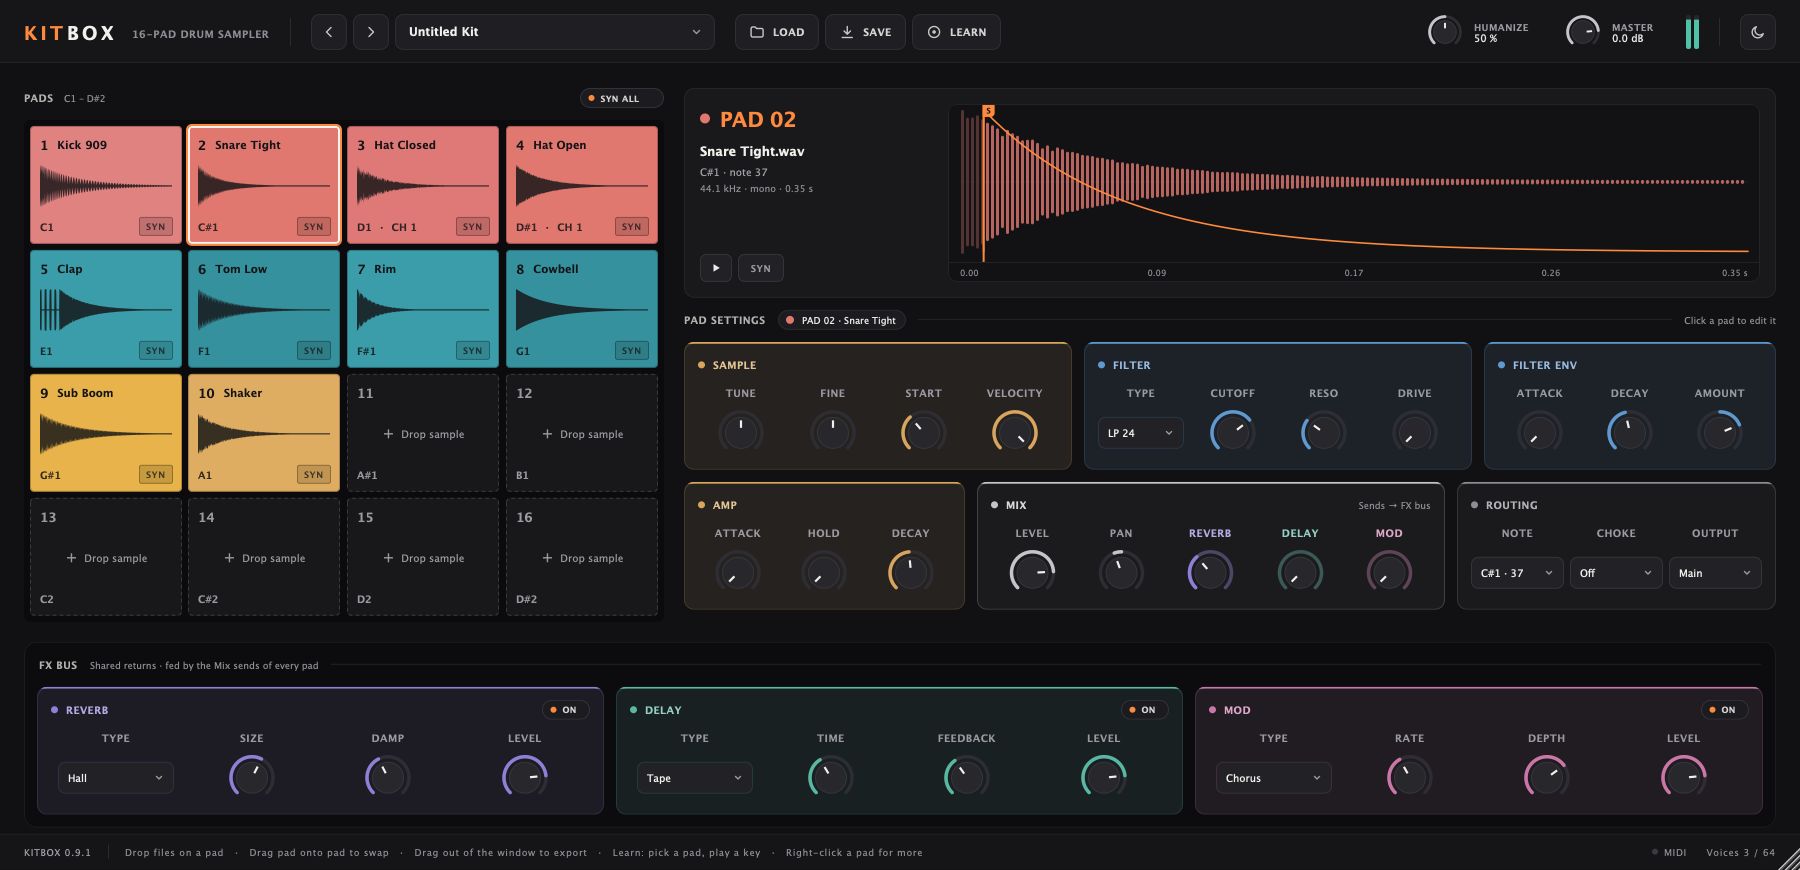 KITBOX 16-PAD DRUM SAMPLER
Untitled Kit
LOAD
SAVE
LEARN
HUMANIZE
50 %
MASTER
0.0 dB
PADS C1 – D#2
SYN ALL
1 Kick 909
C1 SYN
2 Snare Tight
C#1 SYN
3 Hat Closed
D1 · CH 1 SYN
4 Hat Open
D#1 · CH 1 SYN
5 Clap
E1 SYN
6 Tom Low
F1 SYN
7 Rim
F#1 SYN
8 Cowbell
G1 SYN
9 Sub Boom
G#1 SYN
10 Shaker
A1 SYN
11
+ Drop sample
A#1
12
+ Drop sample
B1
13
+ Drop sample
C2
14
+ Drop sample
C#2
15
+ Drop sample
D2
16
+ Drop sample
D#2
PAD 02
Snare Tight.wav
C#1 · note 37
44.1 kHz · mono · 0.35 s
SYN
S
0.00 0.09 0.17 0.26 0.35 s
PAD SETTINGS
PAD 02 · Snare Tight
Click a pad to edit it
SAMPLE
TUNE FINE START VELOCITY
FILTER
TYPE CUTOFF RESO DRIVE
LP 24
FILTER ENV
ATTACK DECAY AMOUNT
AMP
ATTACK HOLD DECAY
MIX Sends → FX bus
LEVEL PAN REVERB DELAY MOD
ROUTING
NOTE CHOKE OUTPUT
C#1 · 37 Off Main
FX BUS Shared returns · fed by the Mix sends of every pad
REVERB ON
TYPE SIZE DAMP LEVEL
Hall
DELAY ON
TYPE TIME FEEDBACK LEVEL
Tape
MOD ON
TYPE RATE DEPTH LEVEL
Chorus
KITBOX 0.9.1 Drop files on a pad · Drag pad onto pad to swap · Drag out of the window to export · Learn: pick a pad, play a key · Right-click a pad for more
MIDI Voices 3 / 64